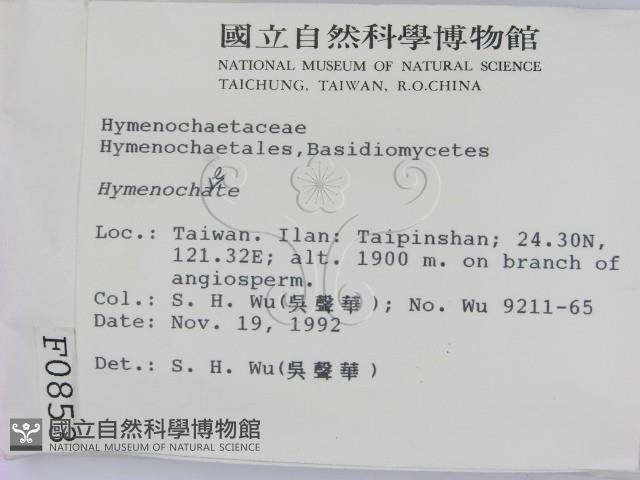 國立自然科學博物館
NATIONAL MUSEUM OF NATURAL SCIENCE
TAICHUNG, TAIWAN, R.O.CHINA
Hymenochaetaceae
Hymenochaetales,Basidiomycetes
e
Hymenochate
Loc.: Taiwan. Ilan: Taipinshan; 24.30N,
121.32E; alt. 1900 m. on branch of
angiosperm.
Col.: S. H. Wu(吳聲華); No. Wu 9211-65
Date: Nov. 19, 1992
Det.: S. H. Wu(吳聲華)
F0853
國立自然科學博物館
NATIONAL MUSEUM OF NATURAL SCIENCE